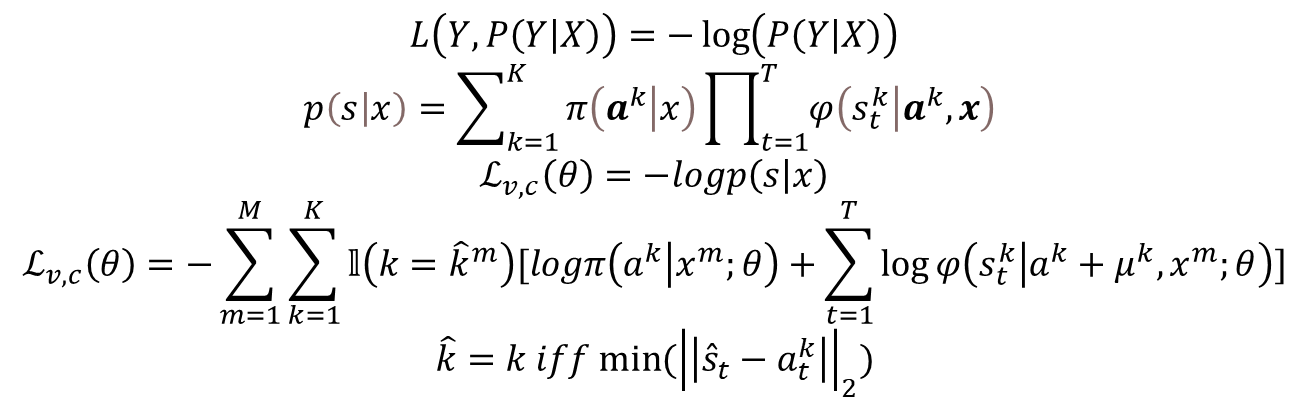 L(Y, P(Y|X)) = − log(P(Y|X))
p(s|x) = ∑_{k=1}^{K} π(𝒂^k|x) ∏_{t=1}^{T} φ(s_t^k|𝒂^k, 𝒙)
ℒ_{v,c}(θ) = −logp(s|x)
ℒ_{v,c}(θ) = − ∑_{m=1}^{M} ∑_{k=1}^{K} 𝕀(k = k̂^m)[logπ(a^k|x^m; θ) + ∑_{t=1}^{T} log φ(s_t^k|a^k + μ^k, x^m; θ)]
k̂ = k iff min(||ŝ_t − a_t^k||_2)